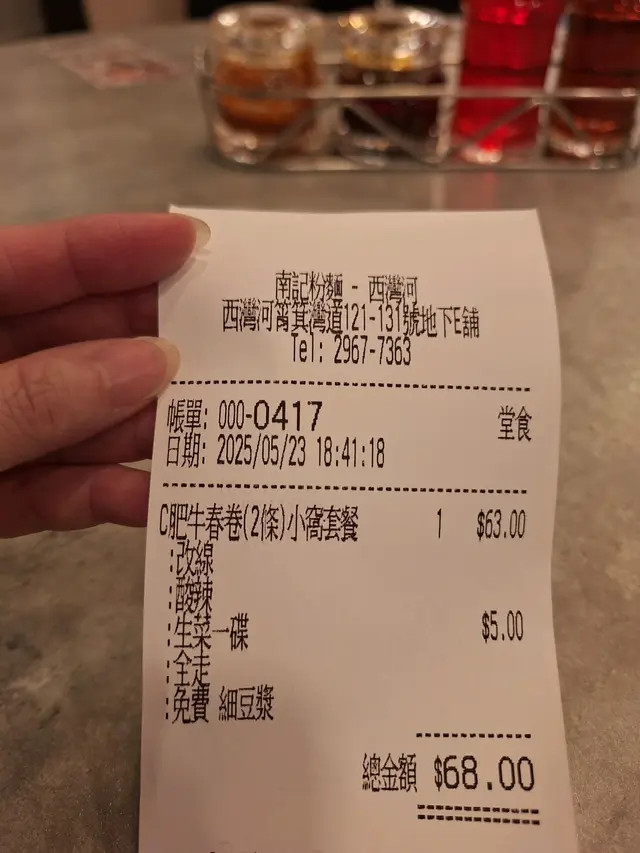 南記粉麵 - 西灣河
西灣河筲箕灣道121-131號地下E舖
Tel: 2967-7363
帳單: 000-0417 堂食
日期: 2025/05/23 18:41:18
C肥牛春卷(2條)小窩套餐 1 $63.00
:改線
:酸辣
:生菜一碟 $5.00
:全走
:免費 細豆漿
總金額 $68.00